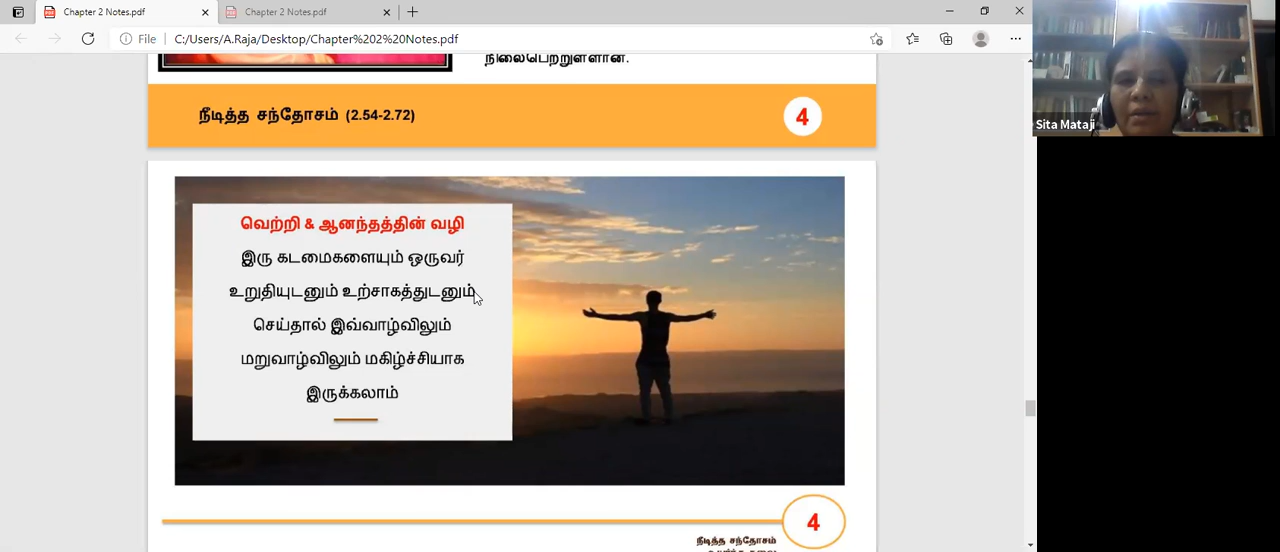 Chapter 2 Notes.pdf
Chapter 2 Notes.pdf
File C:/Users/A.Raja/Desktop/Chapter%202%20Notes.pdf
நிலைபெற்றுள்ளான்.
Sita Mataji
நீடித்த சந்தோசம் (2.54-2.72)
4
வெற்றி & ஆனந்தத்தின் வழி
இரு கடமைகளையும் ஒருவர்
உறுதியுடனும் உற்சாகத்துடனும்
செய்தால் இவ்வாழ்விலும்
மறுவாழ்விலும் மகிழ்ச்சியாக
இருக்கலாம்
4
நீடித்த சந்தோசம்